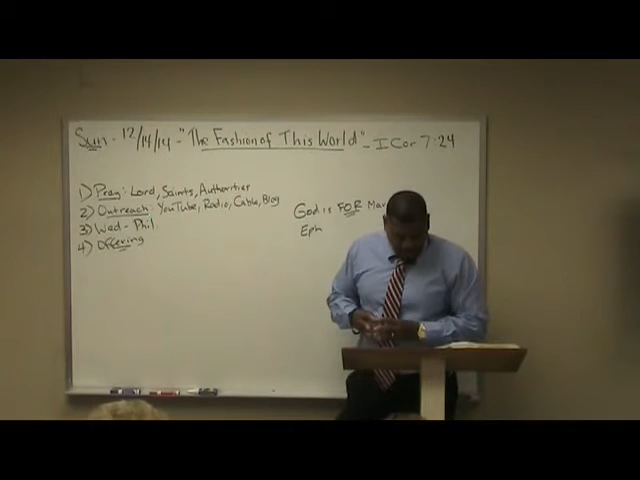 Sun - 12/14/14 - "The Fashion of This World" - I Cor 7:24
1) Pray: Lord, Saints, Authorities
2) Outreach: YouTube, Radio, Cable, Blog
3) Wed - Phil.
4) Offering
God is FOR
Eph